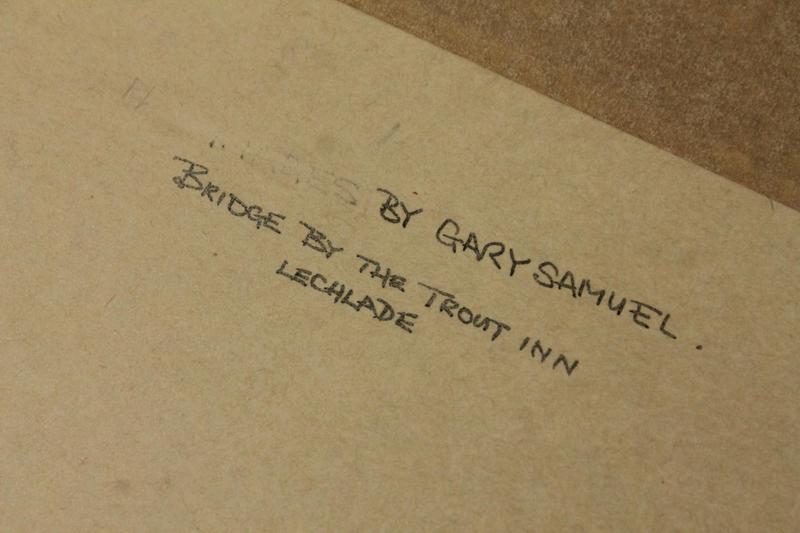 BY GARY SAMUEL.
BRIDGE BY THE TROUT INN
LECHLADE